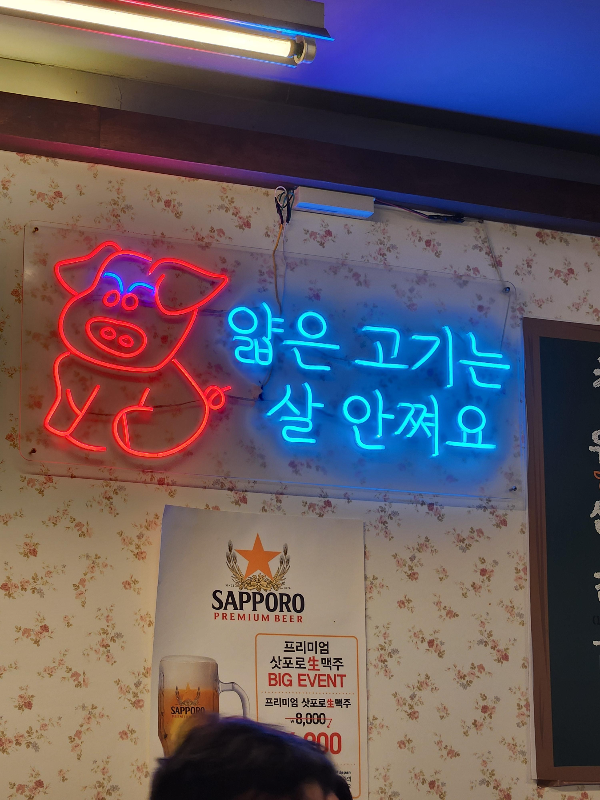 얇은 고기는
살 안쪄요
SAPPORO
PREMIUM BEER
프리미엄
삿포로生맥주
BIG EVENT
프리미엄 삿포로生맥주
₩8,000
SAPPORO